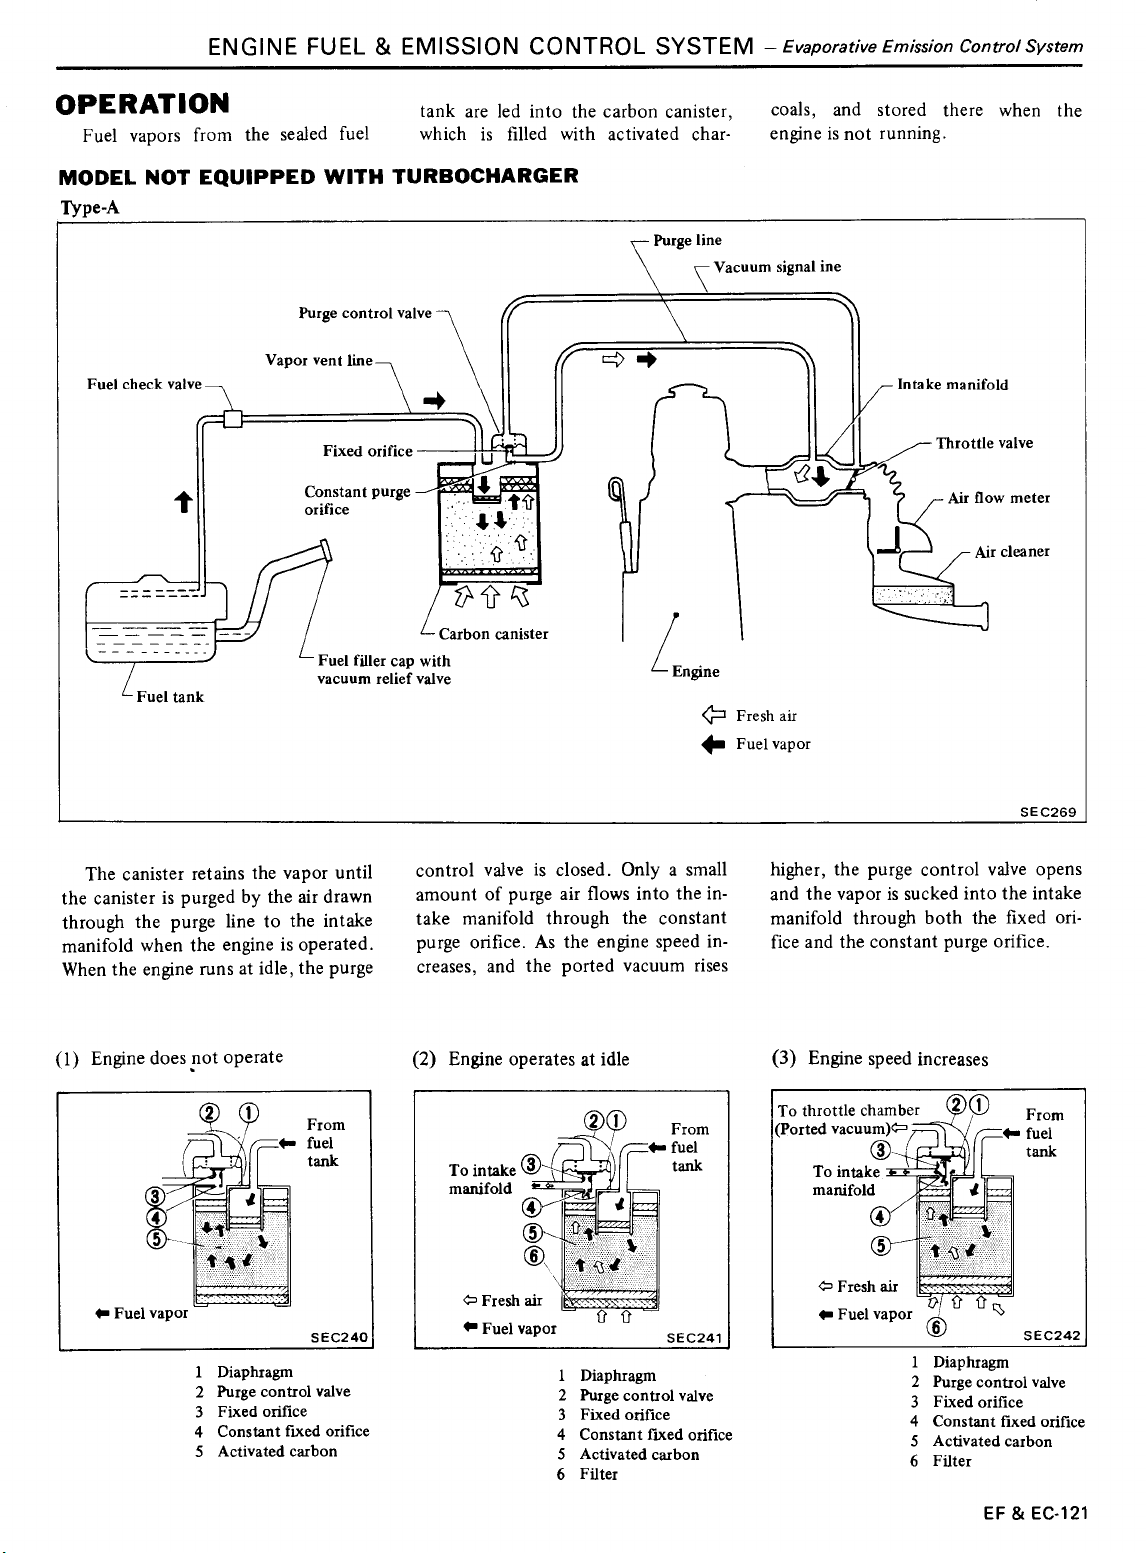 ENGINE FUEL & EMISSION CONTROL SYSTEM – Evaporative Emission Control System
OPERATION
Fuel vapors from the sealed fuel
tank are led into the carbon canister,
which is filled with activated char-
coals, and stored there when the
engine is not running.
MODEL NOT EQUIPPED WITH TURBOCHARGER
Type-A
Purge line
Vacuum signal ine
Purge control valve
Vapor vent line
Fuel check valve
Intake manifold
Throttle valve
Fixed orifice
Constant purge
orifice
Air flow meter
Air cleaner
Carbon canister
Fuel filler cap with
vacuum relief valve
Engine
Fuel tank
Fresh air
Fuel vapor
SEC269
The canister retains the vapor until
the canister is purged by the air drawn
through the purge line to the intake
manifold when the engine is operated.
When the engine runs at idle, the purge
control valve is closed. Only a small
amount of purge air flows into the in-
take manifold through the constant
purge orifice. As the engine speed in-
creases, and the ported vacuum rises
higher, the purge control valve opens
and the vapor is sucked into the intake
manifold through both the fixed ori-
fice and the constant purge orifice.
(1) Engine does not operate
2 1
From
fuel
tank
3
4
5
Fuel vapor
SEC240
1 Diaphragm
2 Purge control valve
3 Fixed orifice
4 Constant fixed orifice
5 Activated carbon
(2) Engine operates at idle
2 1
From
fuel
tank
To intake
manifold
3
4
5
6
Fresh air
Fuel vapor
SEC241
1 Diaphragm
2 Purge control valve
3 Fixed orifice
4 Constant fixed orifice
5 Activated carbon
6 Filter
(3) Engine speed increases
To throttle chamber
(Ported vacuum)
2 1
From
fuel
tank
3
To intake
manifold
4
5
Fresh air
Fuel vapor
6
SEC242
1 Diaphragm
2 Purge control valve
3 Fixed orifice
4 Constant fixed orifice
5 Activated carbon
6 Filter
EF & EC-121